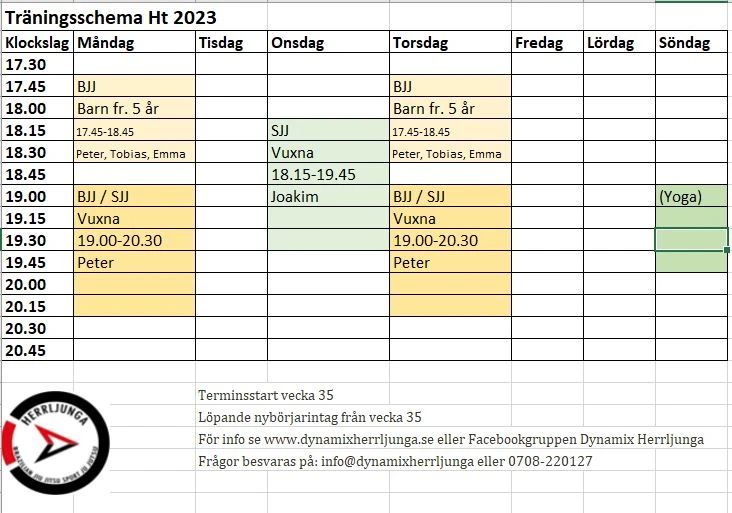 Träningsschema Ht 2023
Klockslag Måndag Tisdag Onsdag Torsdag Fredag Lördag Söndag
17.30
17.45 BJJ BJJ
18.00 Barn fr. 5 år Barn fr. 5 år
18.15 17.45-18.45 SJJ 17.45-18.45
18.30 Peter, Tobias, Emma Vuxna Peter, Tobias, Emma
18.45 18.15-19.45
19.00 BJJ / SJJ Joakim BJJ / SJJ (Yoga)
19.15 Vuxna Vuxna
19.30 19.00-20.30 19.00-20.30
19.45 Peter Peter
20.00
20.15
20.30
20.45
Terminsstart vecka 35
Löpande nybörjarintag från vecka 35
För info se www.dynamixherrljunga.se eller Facebookgruppen Dynamix Herrljunga
Frågor besvaras på: info@dynamixherrljunga eller 0708-220127
HERRLJUNGA
BRAZILIAN JIU JITSU SPORT JU JUTSU